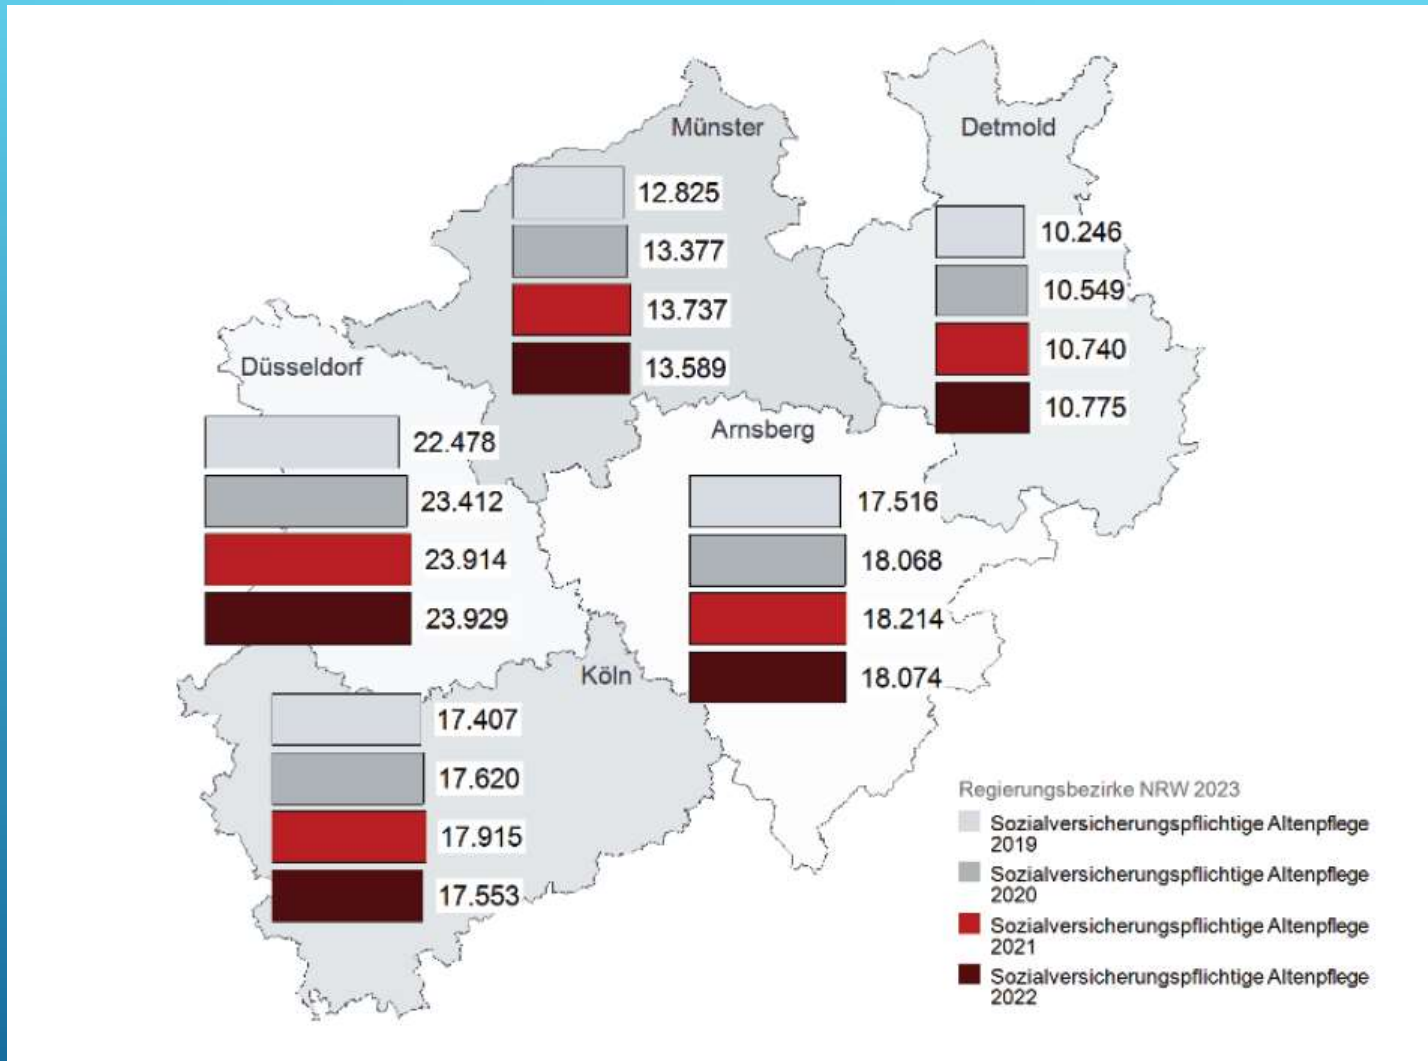 Münster
12.825
13.377
13.737
13.589
Detmold
10.246
10.549
10.740
10.775
Düsseldorf
22.478
23.412
23.914
23.929
Arnsberg
17.516
18.068
18.214
18.074
Köln
17.407
17.620
17.915
17.553
Regierungsbezirke NRW 2023
Sozialversicherungspflichtige Altenpflege
2019
Sozialversicherungspflichtige Altenpflege
2020
Sozialversicherungspflichtige Altenpflege
2021
Sozialversicherungspflichtige Altenpflege
2022